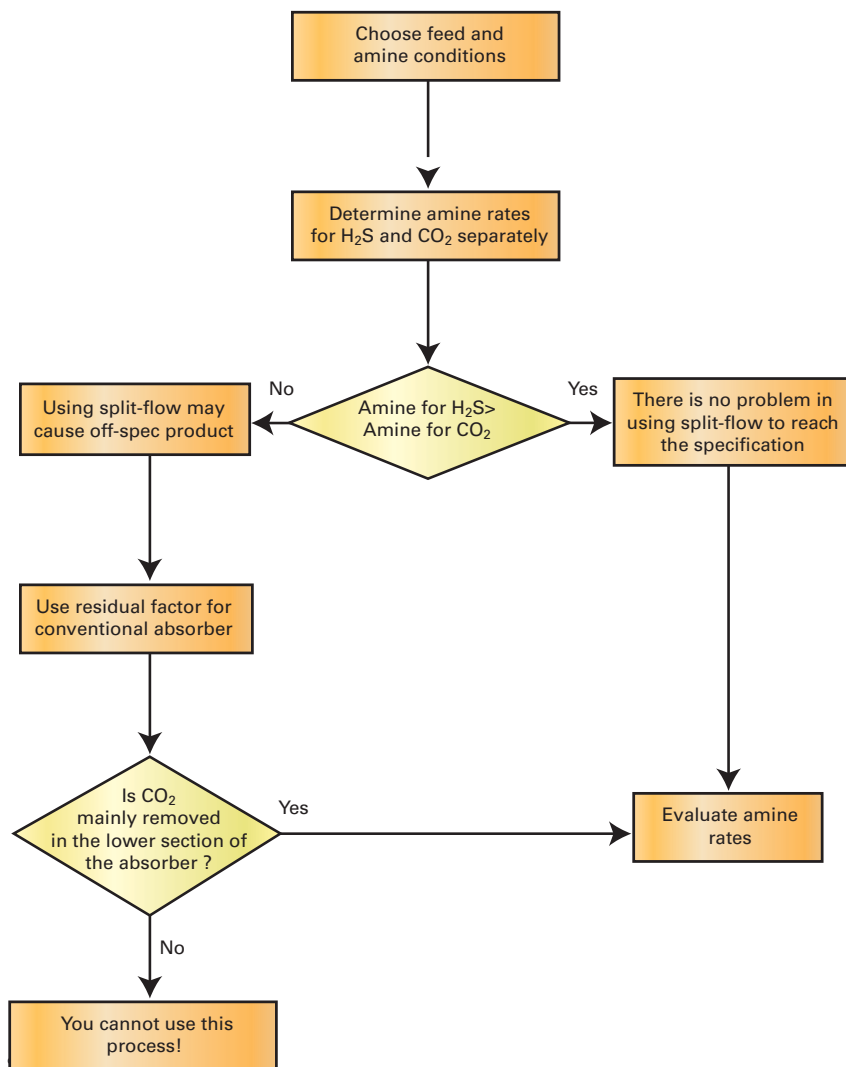 Choose feed and
amine conditions
Determine amine rates
for H₂S and CO₂ separately
No
Yes
Using split-flow may
cause off-spec product
Amine for H₂S>
Amine for CO₂
There is no problem in
using split-flow to reach
the specification
Use residual factor for
conventional absorber
Is CO₂
mainly removed
in the lower section of
the absorber ?
Yes
Evaluate amine
rates
No
You cannot use this
process!